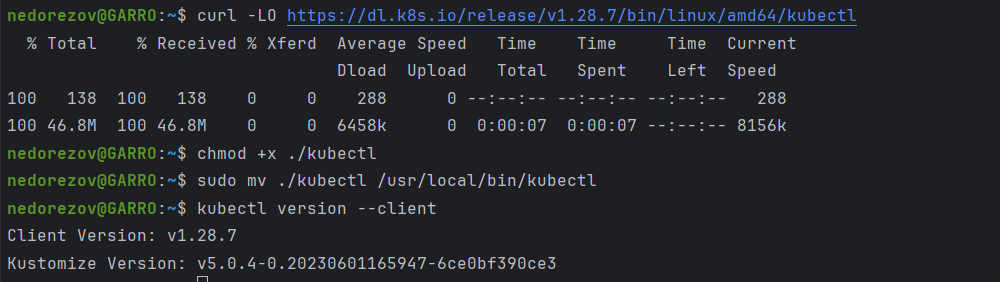 nedorezov@GARRO:~$ curl -LO https://dl.k8s.io/release/v1.28.7/bin/linux/amd64/kubectl
  % Total    % Received % Xferd  Average Speed   Time    Time     Time  Current
                                 Dload  Upload   Total   Spent    Left  Speed
100   138  100   138    0     0    288      0 --:--:-- --:--:-- --:--:--   288
100 46.8M  100 46.8M    0     0  6458k      0  0:00:07  0:00:07 --:--:-- 8156k
nedorezov@GARRO:~$ chmod +x ./kubectl
nedorezov@GARRO:~$ sudo mv ./kubectl /usr/local/bin/kubectl
nedorezov@GARRO:~$ kubectl version --client
Client Version: v1.28.7
Kustomize Version: v5.0.4-0.20230601165947-6ce0bf390ce3